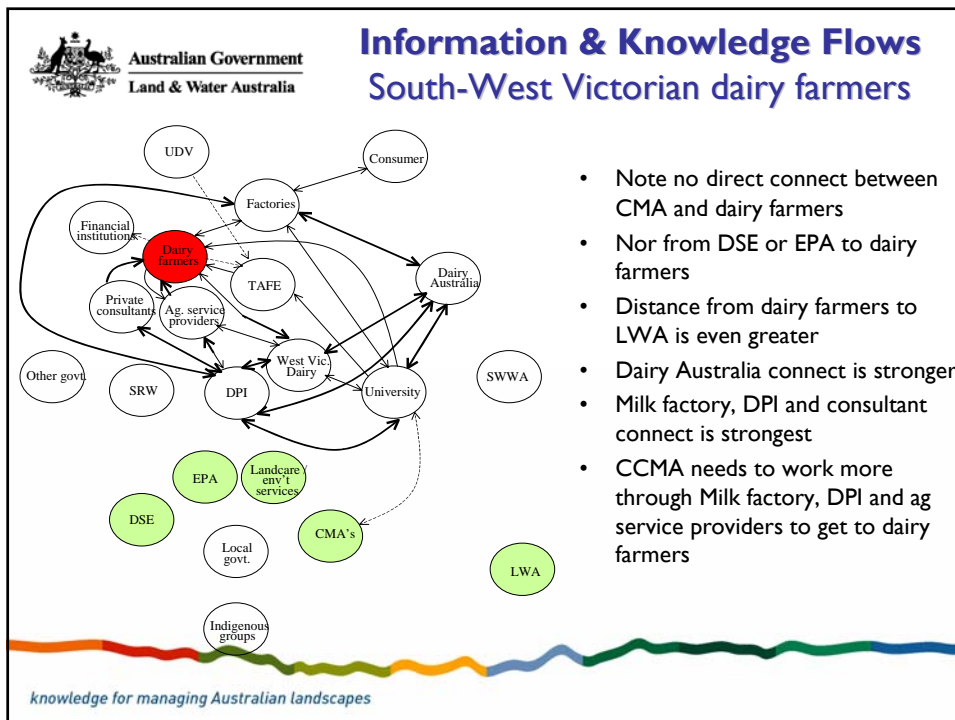 Australian Government
Land & Water Australia
Information & Knowledge Flows
South-West Victorian dairy farmers
UDV
Consumer
Factories
Financial
institutions
Dairy
farmers
TAFE
Dairy
Australia
Private
consultants
Ag. service
providers
West Vic.
Dairy
Other govt.
SRW
DPI
University
SWWA
EPA
Landcare /
env't
services
DSE
CMA's
Local
govt.
LWA
Indigenous
groups
• Note no direct connect between
CMA and dairy farmers
• Nor from DSE or EPA to dairy
farmers
• Distance from dairy farmers to
LWA is even greater
• Dairy Australia connect is stronger
• Milk factory, DPI and consultant
connect is strongest
• CCMA needs to work more
through Milk factory, DPI and ag
service providers to get to dairy
farmers
knowledge for managing Australian landscapes